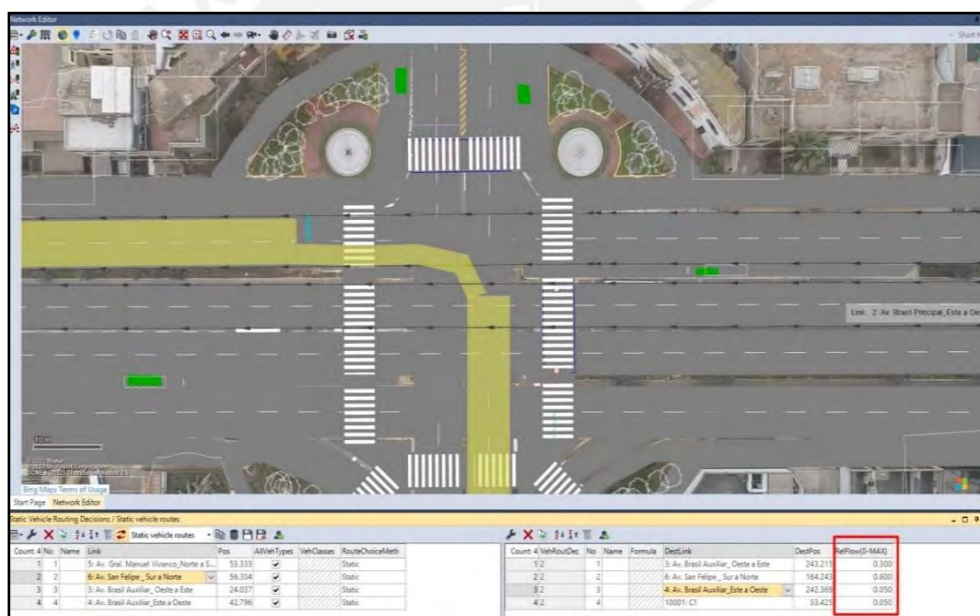 Network Editor
Start H
Link: 2: Av. Brasil Principal_Este a Oe
10 m
Bing Maps Terms of Usage
Start Page Network Editor
Static Vehicle Routing Decisions / Static vehicle routes
Static vehicle routes
Count: 4 No Name Link Pos AllVehTypes VehClasses RouteChoiceMeth
1 1 5: Av. Gral. Manuel Vivanco_Norte a S... 53.333 Static
2 2 6: Av. San Felipe _ Sur a Norte 56.304 Static
3 3 3: Av. Brasil Auxiliar_ Oeste a Este 24.037 Static
4 4 4: Av. Brasil Auxiliar_Este a Oeste 42.796 Static
Count: 4 VehRoutDec No Name Formula DestLink DestPos RelFlow(0-MAX)
1 2 1 3: Av. Brasil Auxiliar_ Oeste a Este 243.215 0.300
2 2 2 6: Av. San Felipe _ Sur a Norte 164.243 0.600
3 2 3 4: Av. Brasil Auxiliar_Este a Oeste 242.369 0.050
4 2 4 10001: C1 33.425 0.050